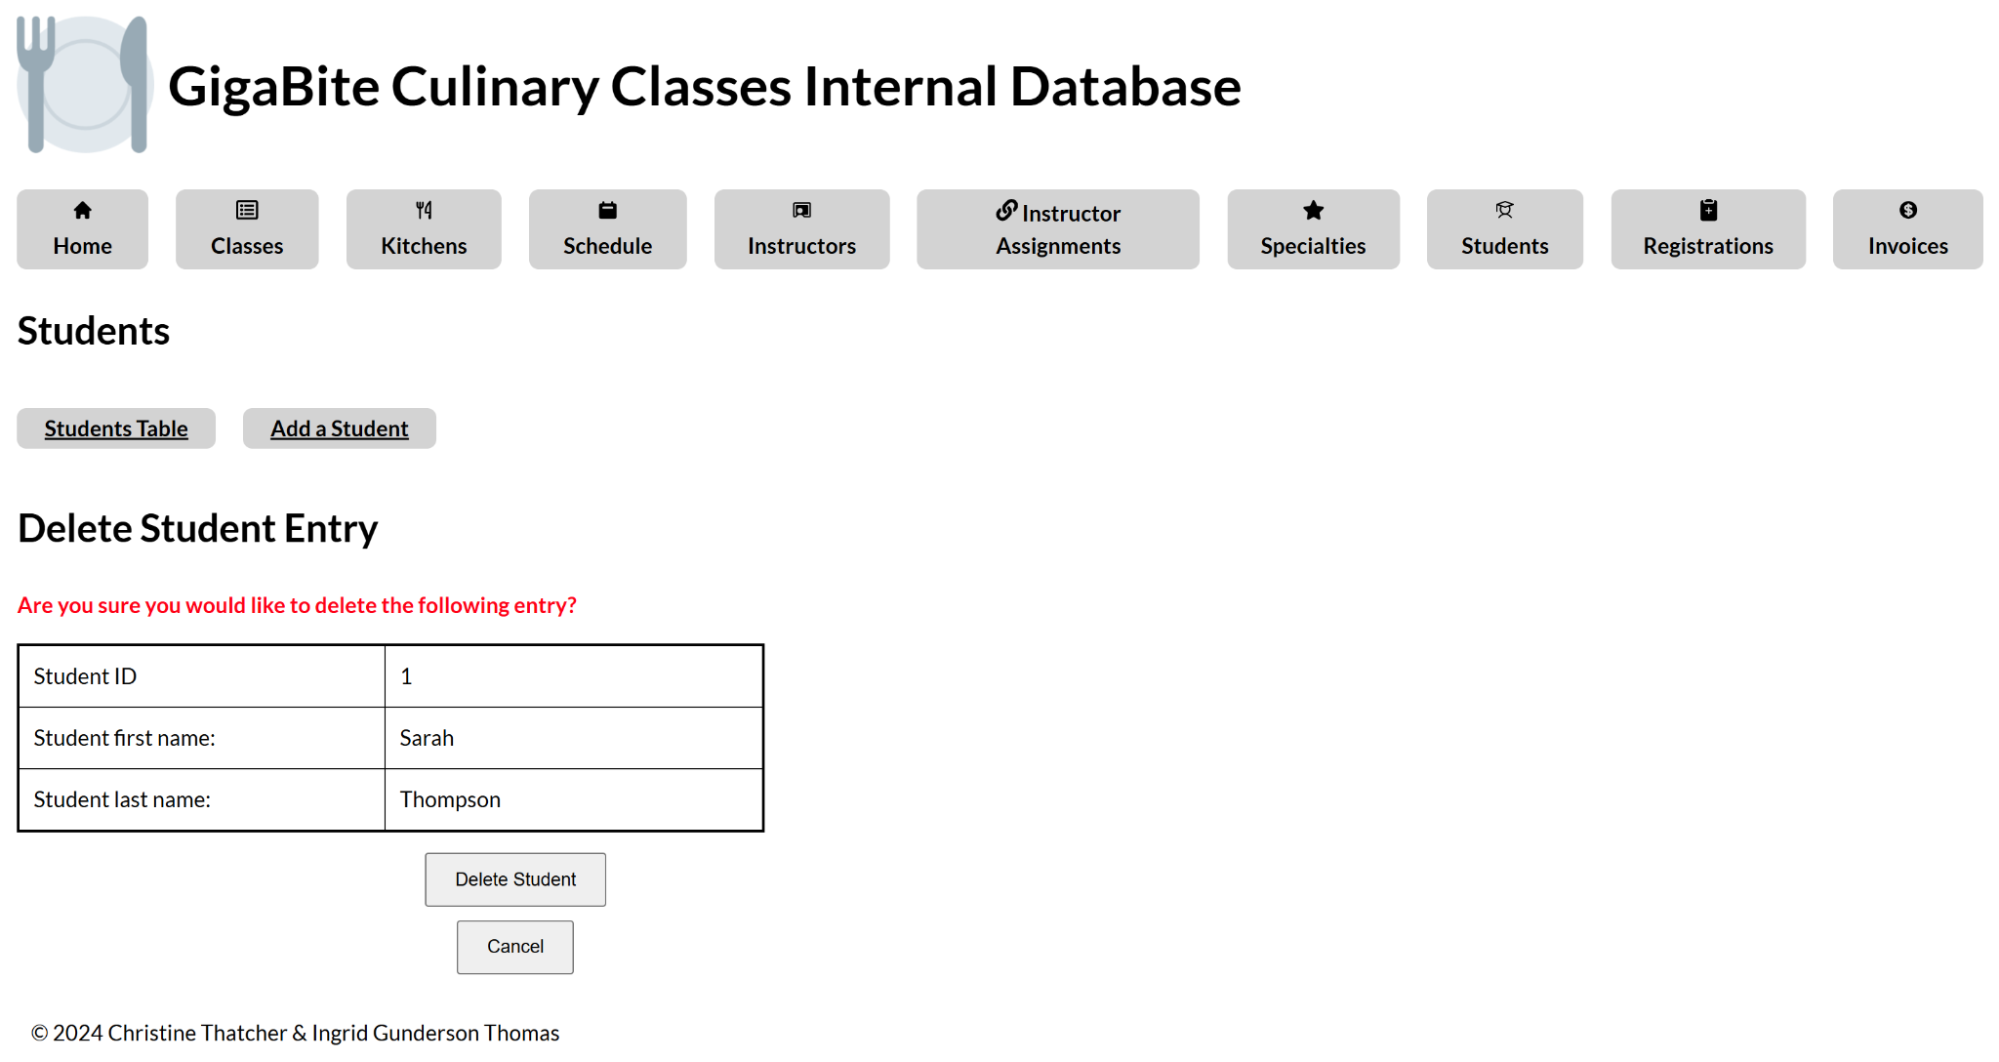 GigaBite Culinary Classes Internal Database
Home
Classes
Kitchens
Schedule
Instructors
Instructor
Assignments
Specialties
Students
Registrations
Invoices
Students
Students Table
Add a Student
Delete Student Entry
Are you sure you would like to delete the following entry?
Student ID 1
Student first name: Sarah
Student last name: Thompson
Delete Student
Cancel
© 2024 Christine Thatcher & Ingrid Gunderson Thomas